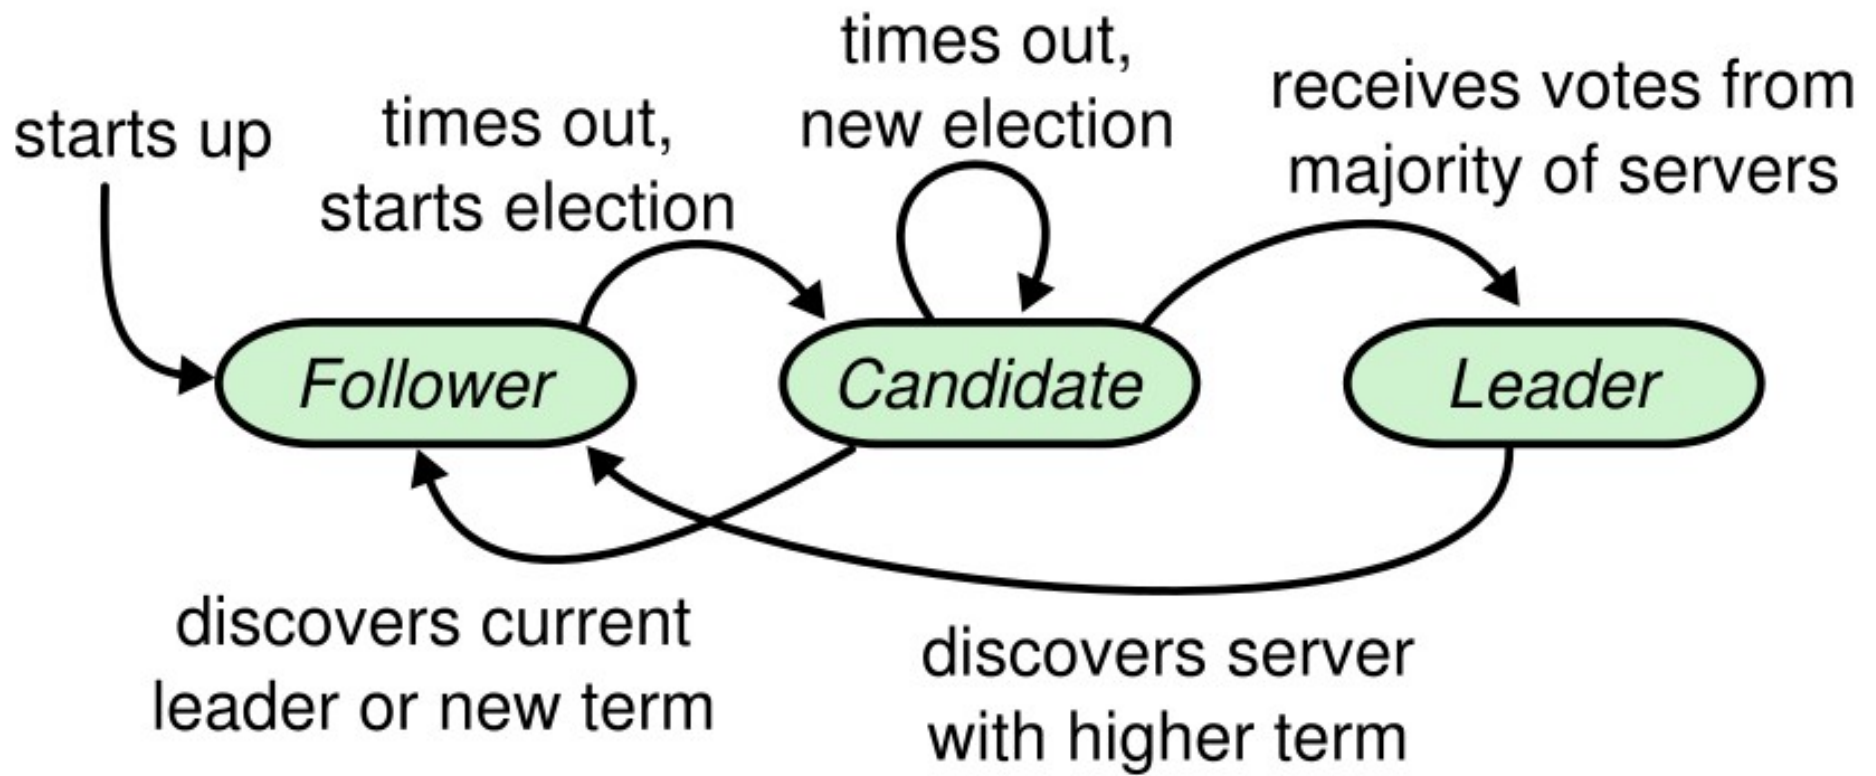 starts up
times out,
starts election
times out,
new election
receives votes from
majority of servers
Follower
Candidate
Leader
discovers current
leader or new term
discovers server
with higher term